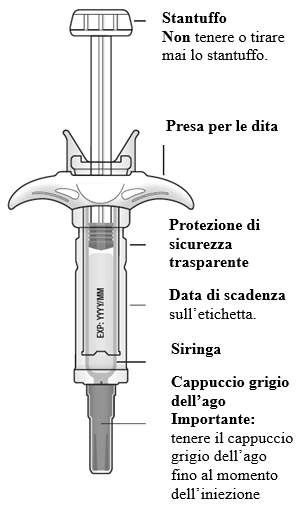 Stantuffo
Non tenere o tirare
mai lo stantuffo.
Presa per le dita
Protezione di
sicurezza
trasparente
Data di scadenza
sull'etichetta.
EXP: YYYY/MM
Siringa
Cappuccio grigio
dell'ago
Importante:
tenere il cappuccio
grigio dell'ago
fino al momento
dell'iniezione